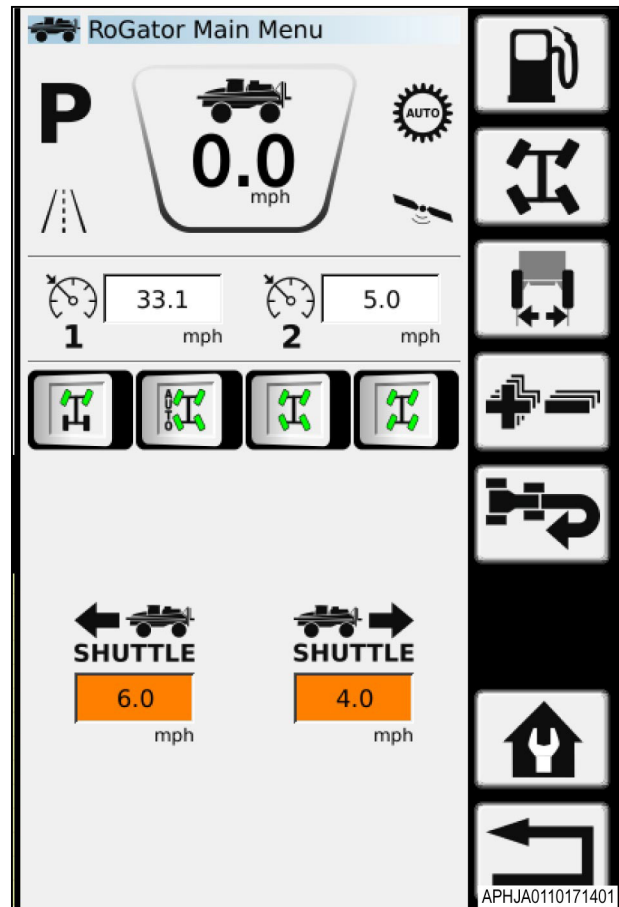 RoGator Main Menu
P
AUTO
0.0
mph
33.1
5.0
1
mph
2
mph
AUTO
SHUTTLE
SHUTTLE
6.0
4.0
mph
mph
APHJA0110171401